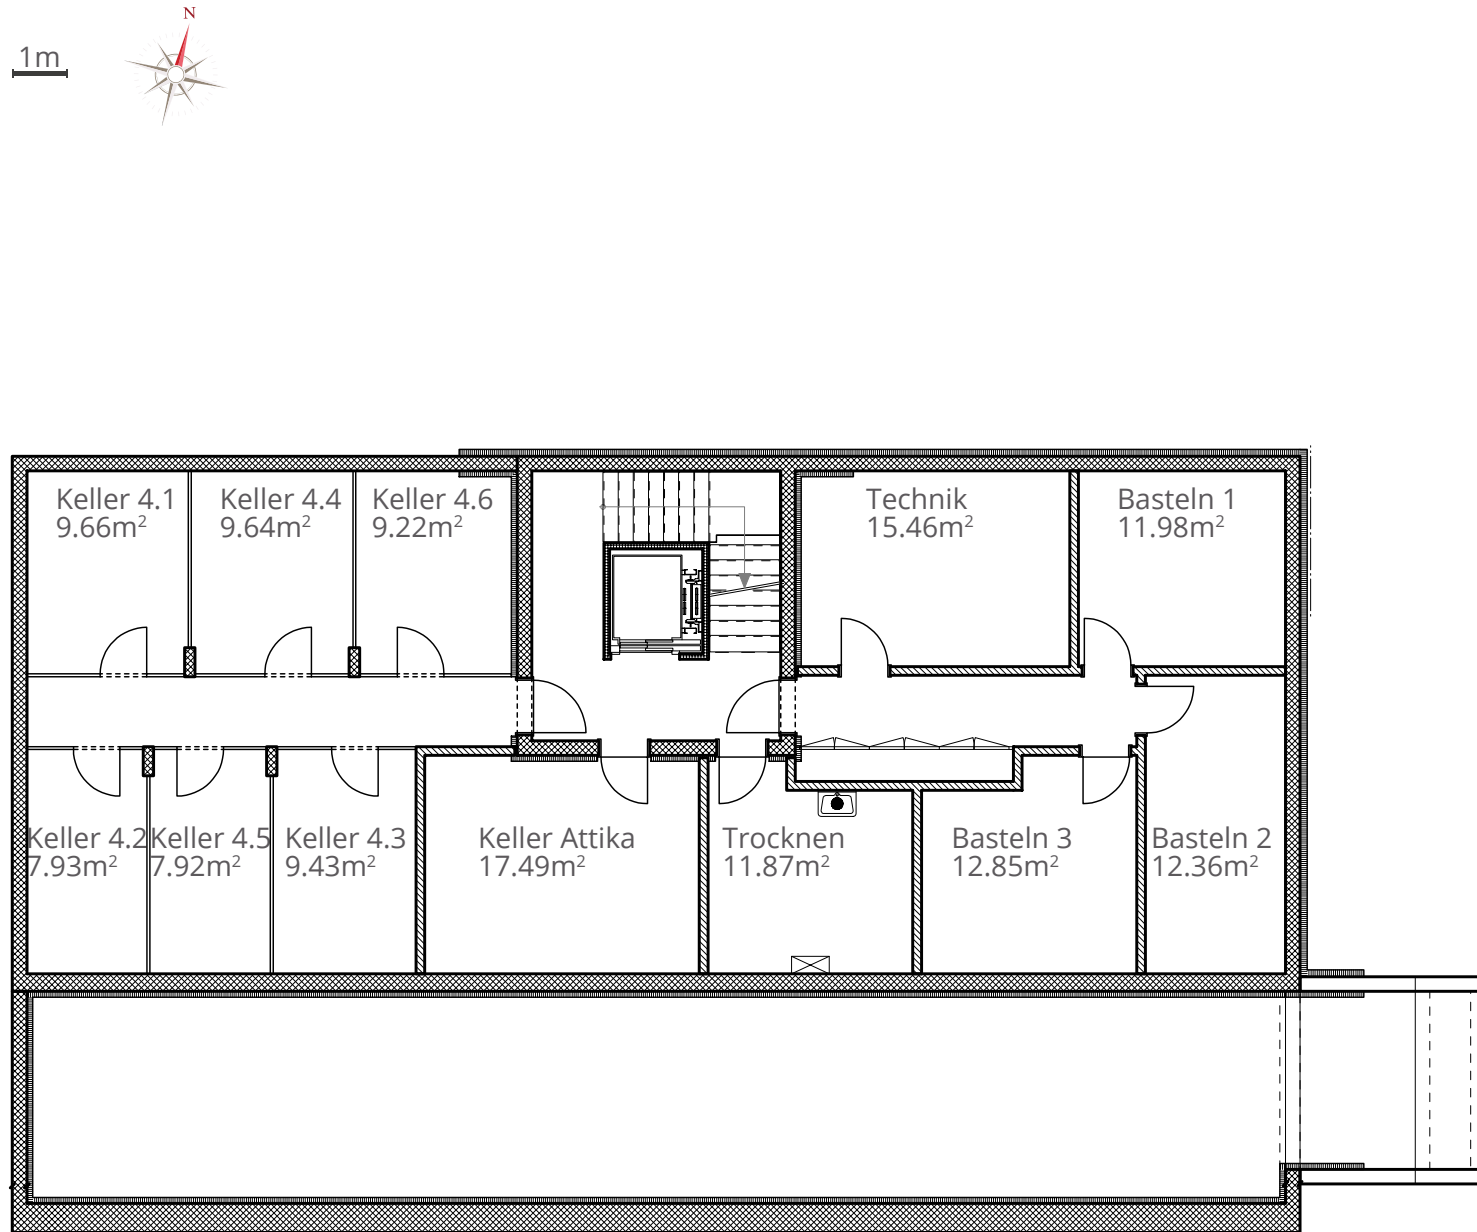 N
1m
Keller 4.1
9.66m²
Keller 4.4
9.64m²
Keller 4.6
9.22m²
Technik
15.46m²
Basteln 1
11.98m²
Keller 4.2
7.93m²
Keller 4.5
7.92m²
Keller 4.3
9.43m²
Keller Attika
17.49m²
Trocknen
11.87m²
Basteln 3
12.85m²
Basteln 2
12.36m²